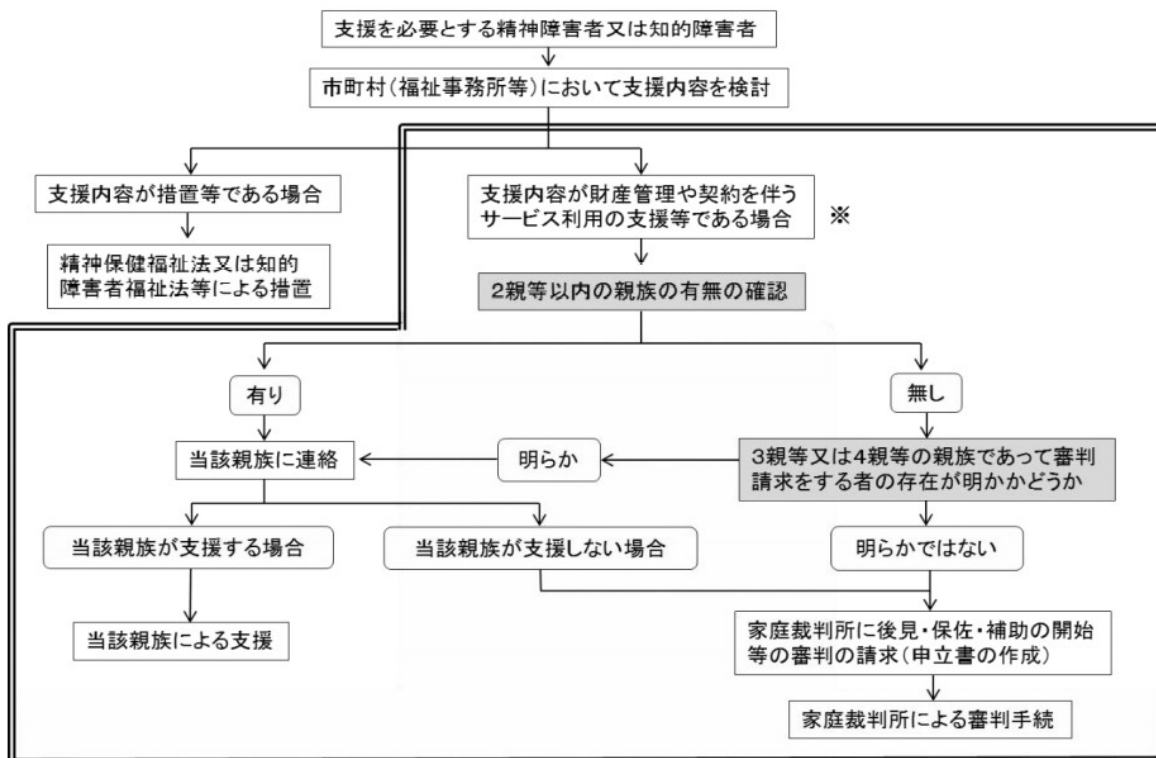 支援を必要とする精神障害者又は知的障害者
市町村(福祉事務所等)において支援内容を検討
支援内容が措置等である場合
支援内容が財産管理や契約を伴う
サービス利用の支援等である場合
※
精神保健福祉法又は知的
障害者福祉法等による措置
2親等以内の親族の有無の確認
有り
無し
当該親族に連絡
明らか
3親等又は4親等の親族であって審判
請求をする者の存在が明かかどうか
当該親族が支援する場合
当該親族が支援しない場合
明らかではない
当該親族による支援
家庭裁判所に後見・保佐・補助の開始
等の審判の請求(申立書の作成)
家庭裁判所による審判手続